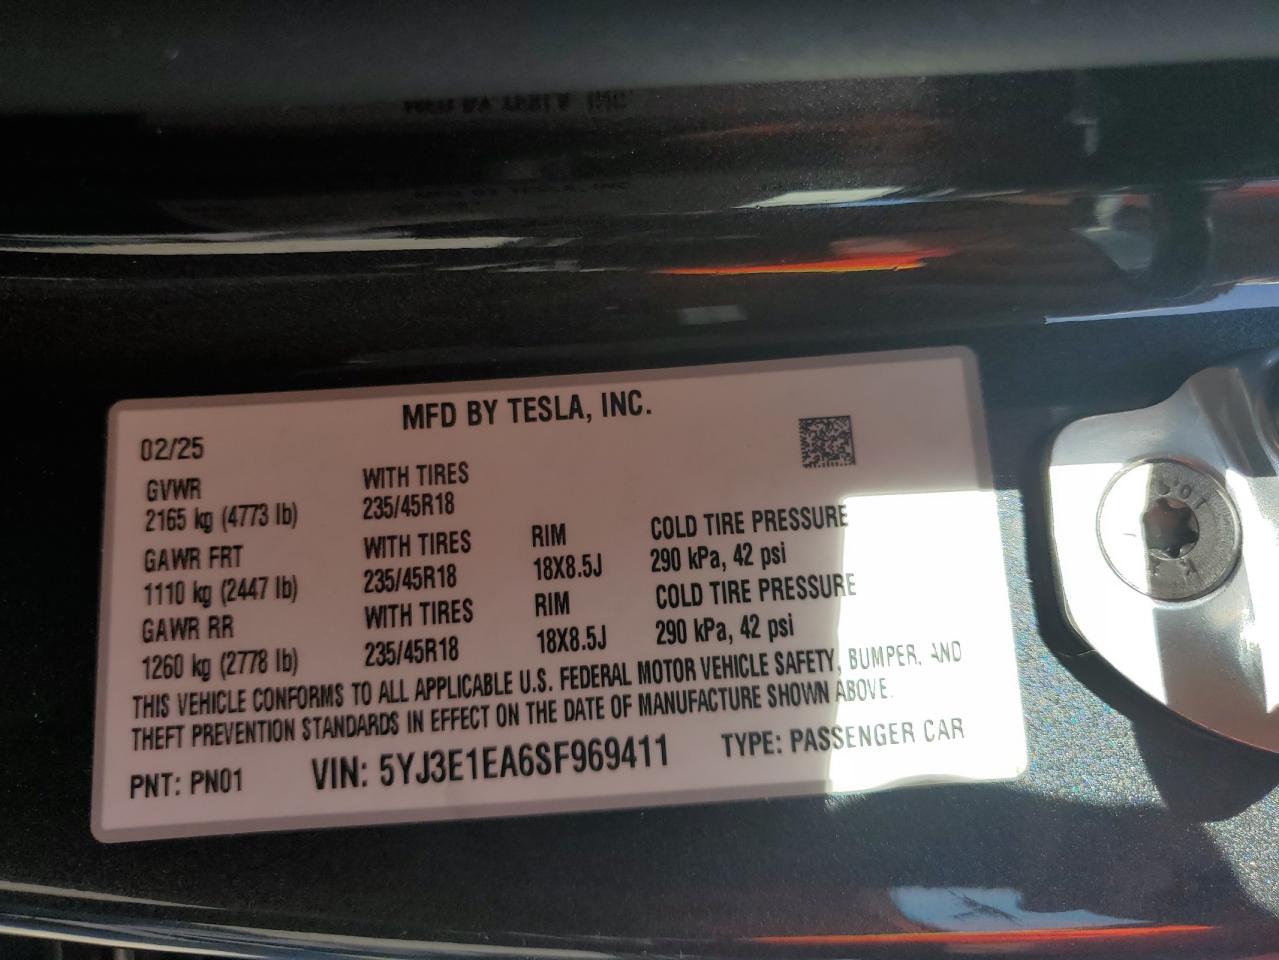 MFD BY TESLA, INC.
02/25
GVWR WITH TIRES
2165 kg (4773 lb) 235/45R18
GAWR FRT WITH TIRES RIM COLD TIRE PRESSURE
1110 kg (2447 lb) 235/45R18 18X8.5J 290 kPa, 42 psi
GAWR RR WITH TIRES RIM COLD TIRE PRESSURE
1260 kg (2778 lb) 235/45R18 18X8.5J 290 kPa, 42 psi
THIS VEHICLE CONFORMS TO ALL APPLICABLE U.S. FEDERAL MOTOR VEHICLE SAFETY, BUMPER, AND
THEFT PREVENTION STANDARDS IN EFFECT ON THE DATE OF MANUFACTURE SHOWN ABOVE.
PNT: PN01 VIN: 5YJ3E1EA6SF969411 TYPE: PASSENGER CAR